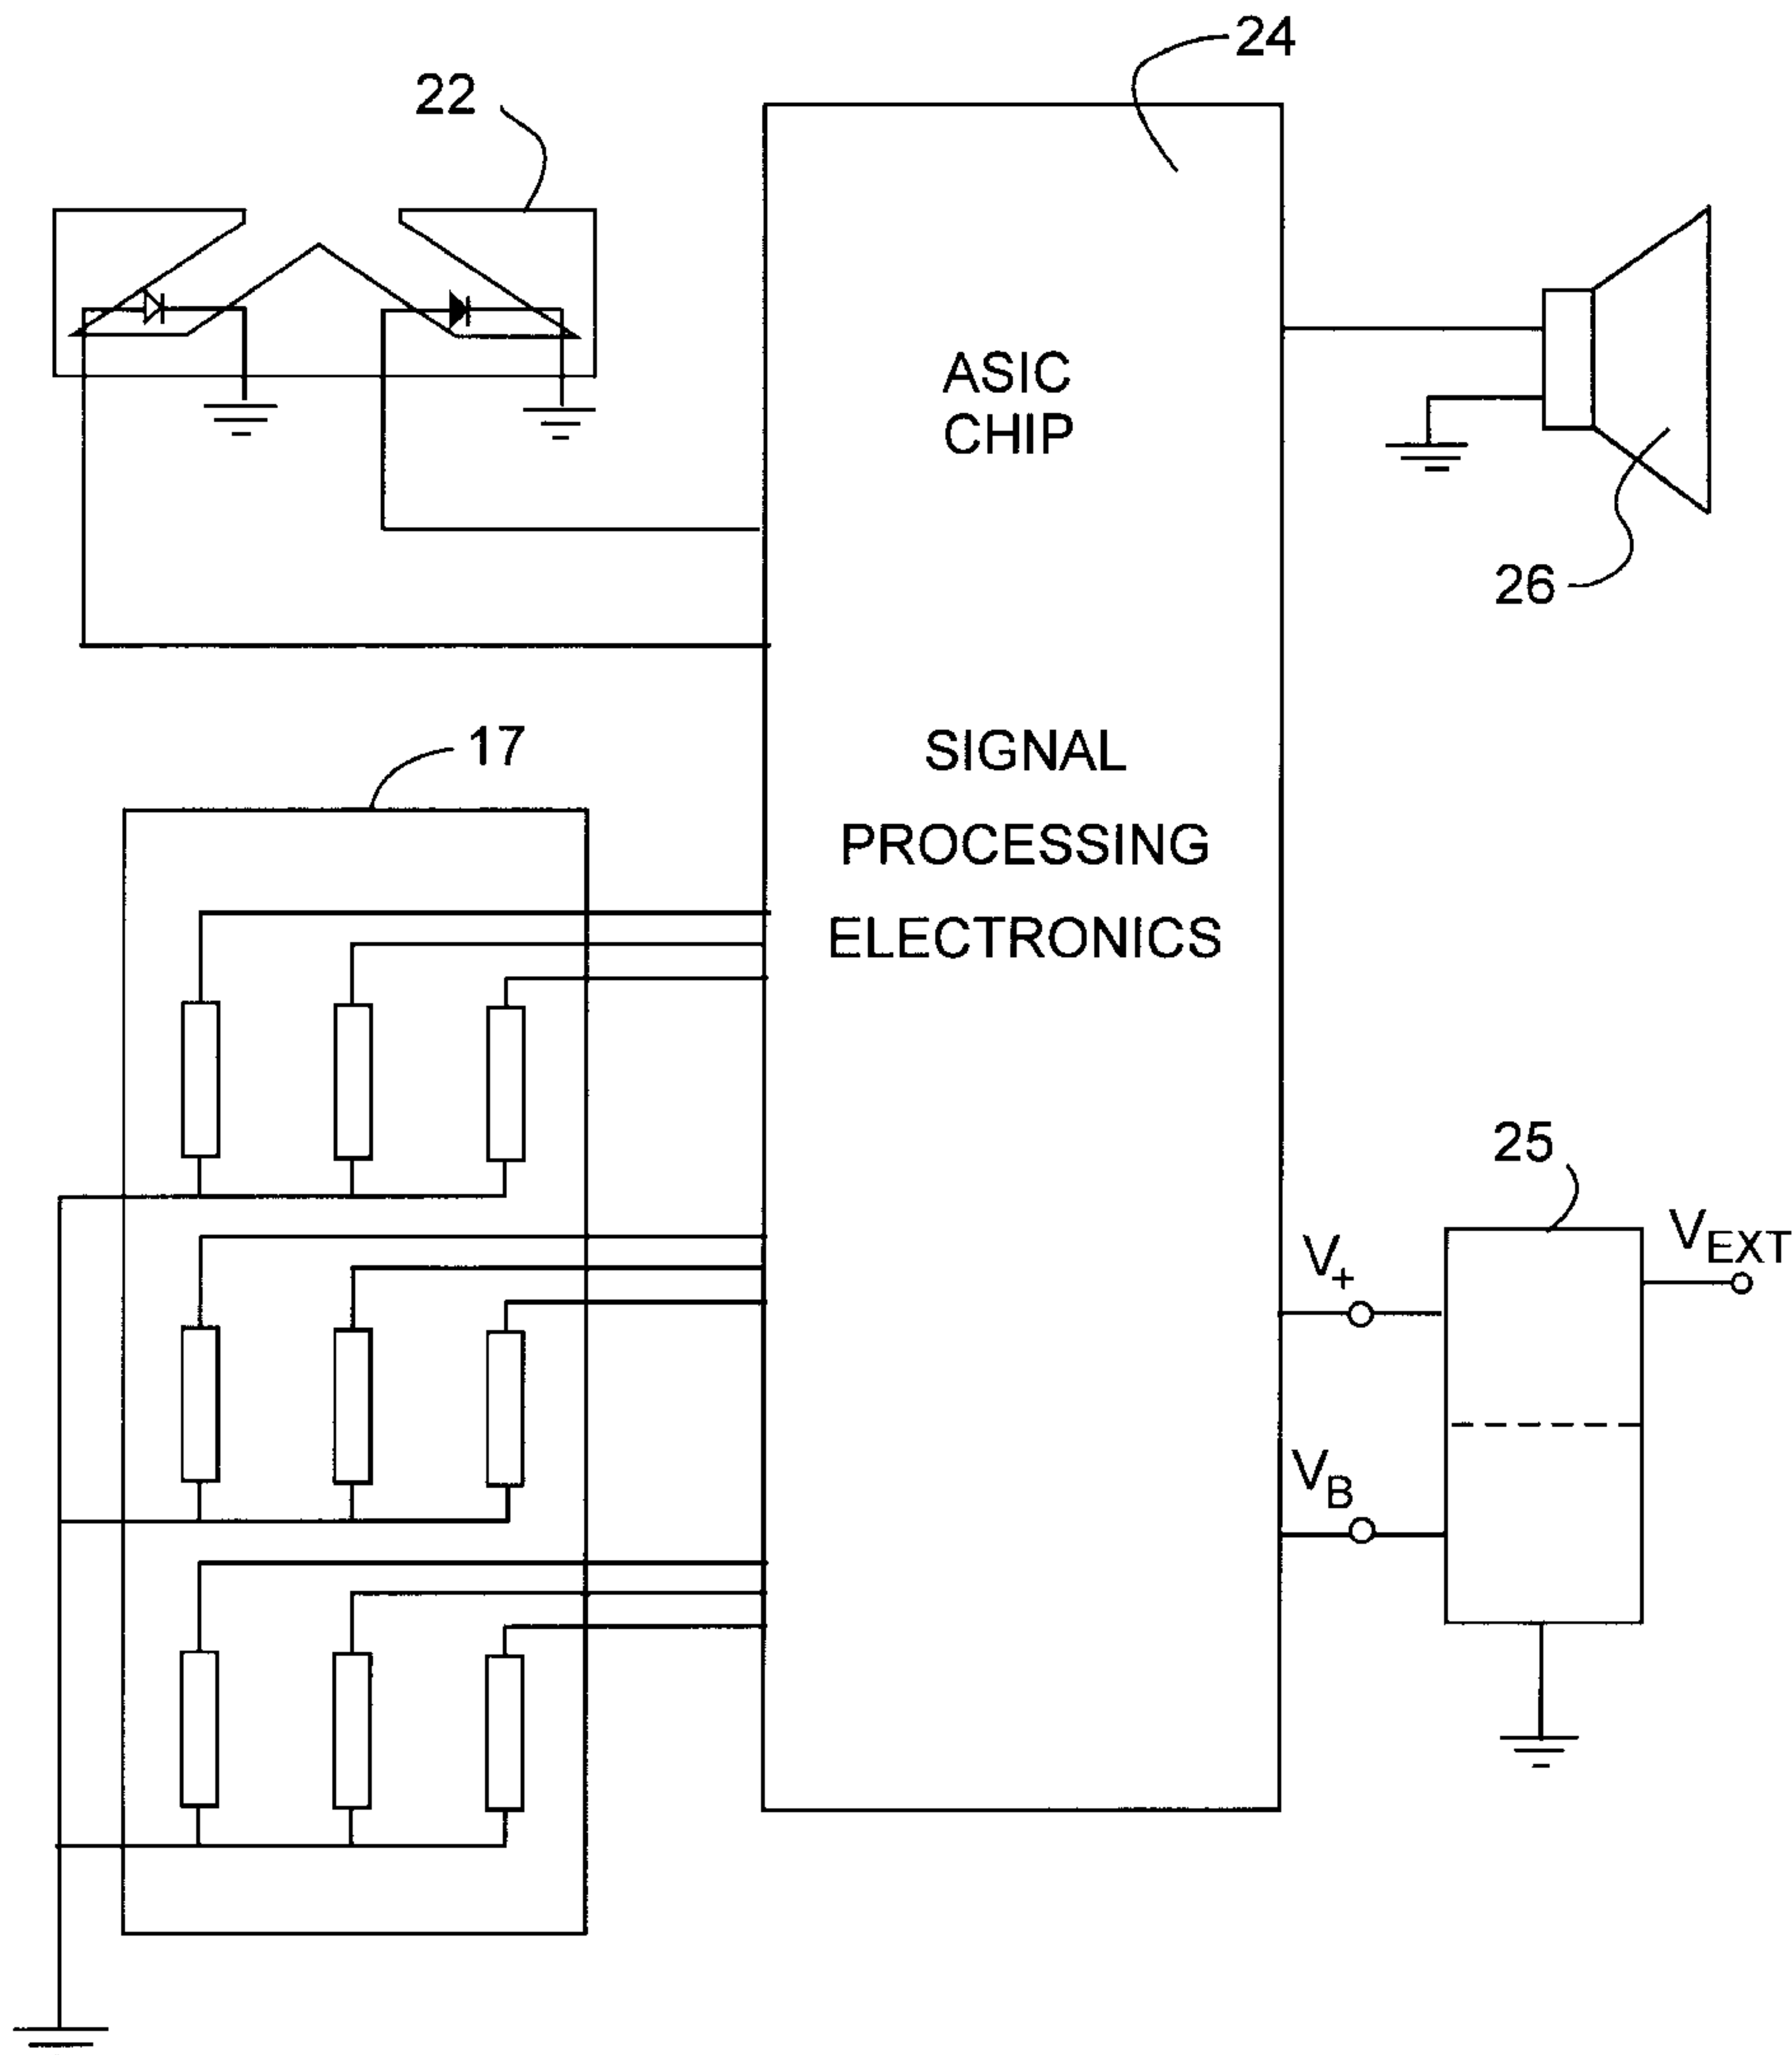 24
22
ASIC
CHIP
26
17
SIGNAL
PROCESSING
ELECTRONICS
25
V+
VEXT
VB